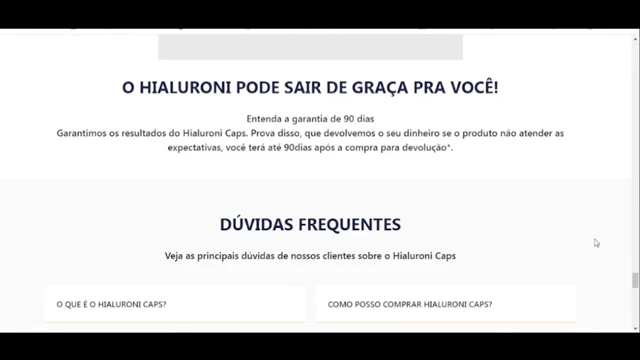 O HIALURONI PODE SAIR DE GRAÇA PRA VOCÊ!
Entenda a garantia de 90 dias
Garantimos os resultados do Hialuroni Caps. Prova disso, que devolvemos o seu dinheiro se o produto não atender as
expectativas, você terá até 90dias após a compra para devolução*.
DÚVIDAS FREQUENTES
Veja as principais dúvidas de nossos clientes sobre o Hialuroni Caps
O QUE É O HIALURONI CAPS?
COMO POSSO COMPRAR HIALURONI CAPS?